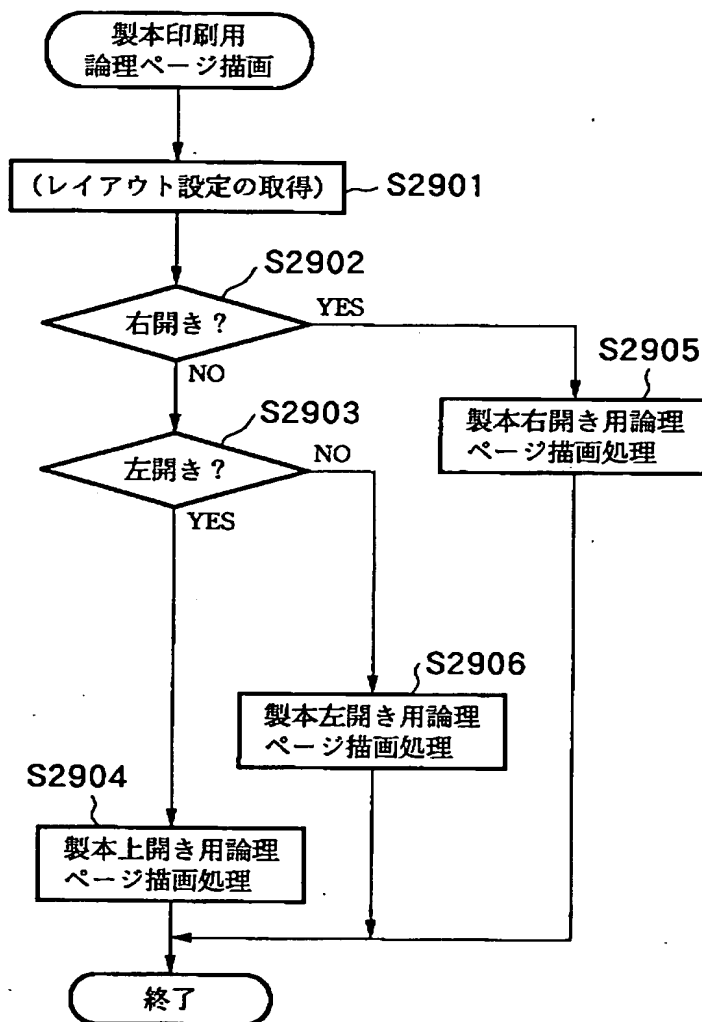 製本印刷用
論理ページ描画
(レイアウト設定の取得)
S2901
S2902
右開き?
YES
NO
S2905
製本右開き用論理
ページ描画処理
S2903
左開き?
NO
YES
S2906
製本左開き用論理
ページ描画処理
S2904
製本上開き用論理
ページ描画処理
終了